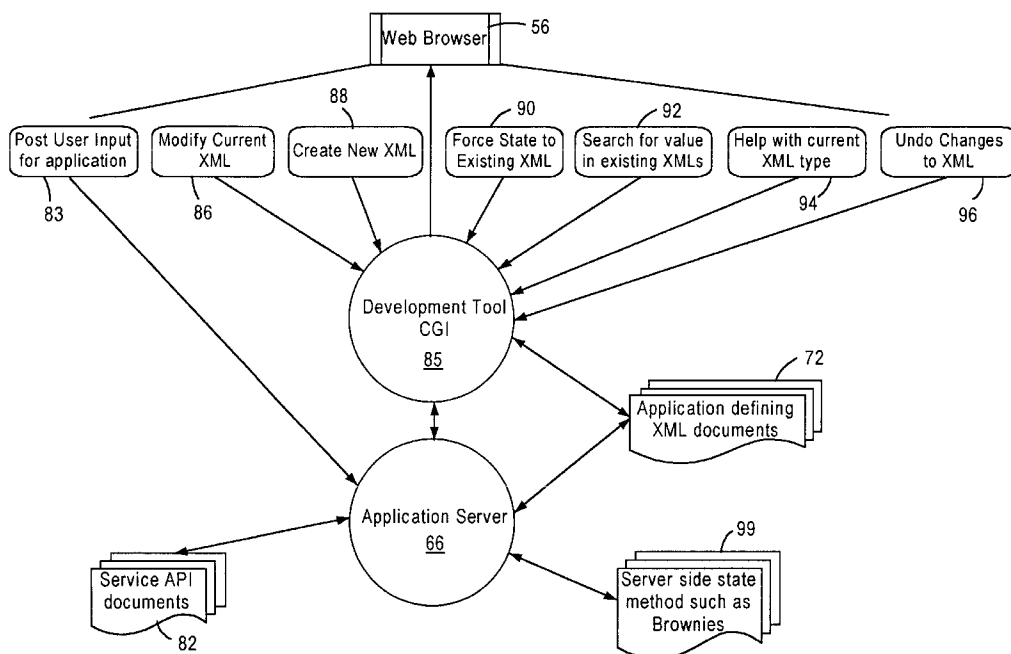 Web Browser
56
88
90
92
Post User Input
for application
Modify Current
XML
Create New XML
Force State to
Existing XML
Search for value
in existing XMLs
Help with current
XML type
Undo Changes
to XML
83
86
94
96
Development Tool
CGI
85
72
Application defining
XML documents
Application Server
66
99
Service API
documents
82
Server side state
method such as
Brownies